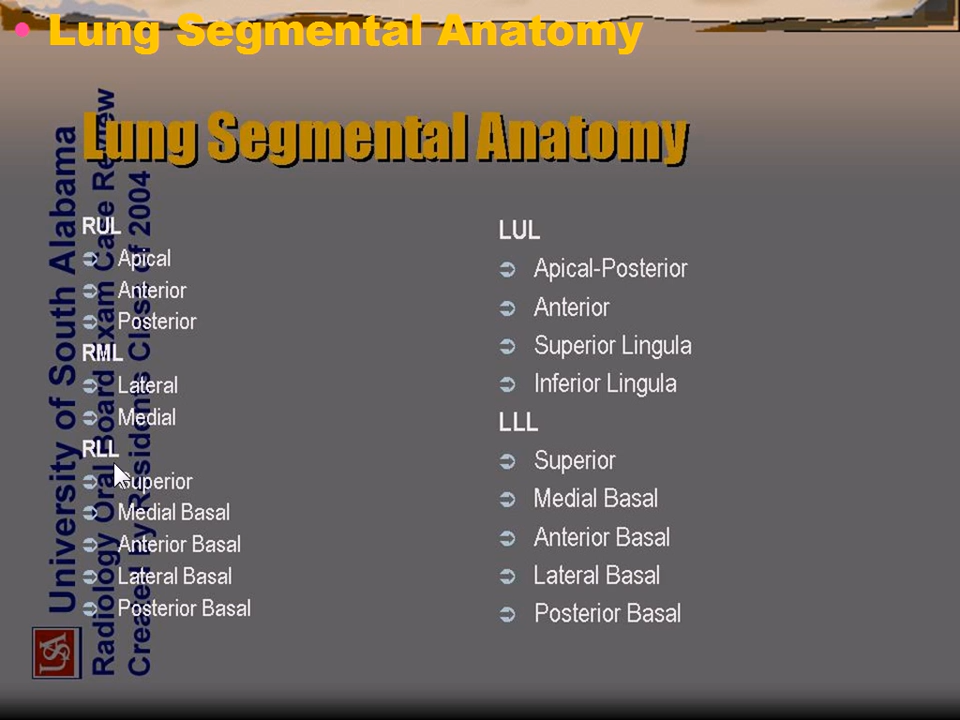 • Lung Segmental Anatomy
Lung Segmental Anatomy
RUL
Apical
Anterior
Posterior
RML
Lateral
Medial
RLL
Superior
Medial Basal
Anterior Basal
Lateral Basal
Posterior Basal
LUL
Apical-Posterior
Anterior
Superior Lingula
Inferior Lingula
LLL
Superior
Medial Basal
Anterior Basal
Lateral Basal
Posterior Basal
University of South Alabama
Radiology Oral Board Exam Case Review
Created by Residents Class of 2004
USA